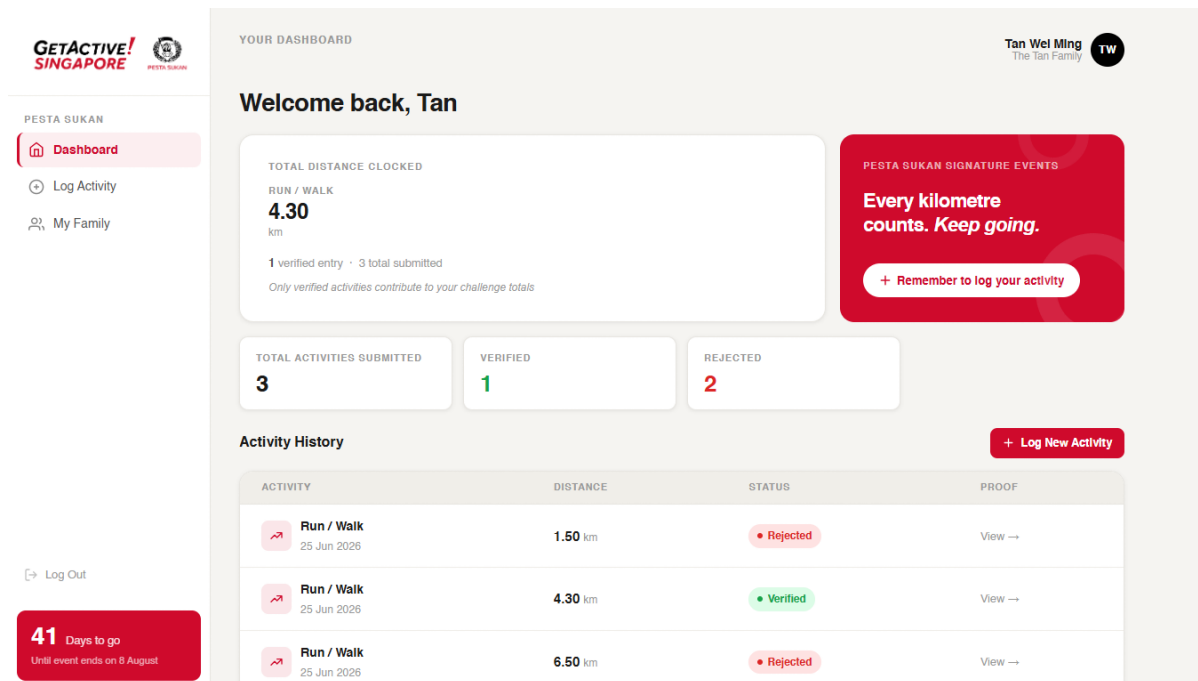 GETACTIVE!
SINGAPORE
PESTA SUKAN
PESTA SUKAN
Dashboard
Log Activity
My Family
Log Out
41 Days to go
Until event ends on 8 August
YOUR DASHBOARD
Tan Wei Ming
The Tan Family
TW
Welcome back, Tan
TOTAL DISTANCE CLOCKED
RUN / WALK
4.30
km
1 verified entry · 3 total submitted
Only verified activities contribute to your challenge totals
PESTA SUKAN SIGNATURE EVENTS
Every kilometre
counts. Keep going.
+ Remember to log your activity
TOTAL ACTIVITIES SUBMITTED
3
VERIFIED
1
REJECTED
2
Activity History
+ Log New Activity
ACTIVITY DISTANCE STATUS PROOF
Run / Walk
25 Jun 2026
1.50 km
Rejected
View →
Run / Walk
25 Jun 2026
4.30 km
Verified
View →
Run / Walk
25 Jun 2026
6.50 km
Rejected
View →